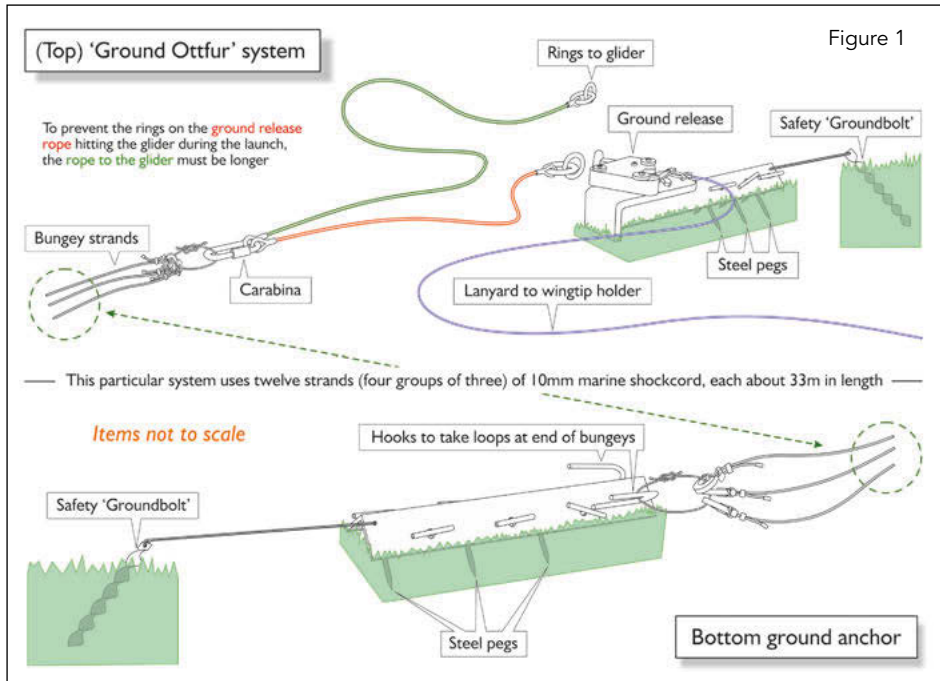 (Top) 'Ground Ottfur' system
Figure 1
Rings to glider
To prevent the rings on the ground release
rope hitting the glider during the launch,
the rope to the glider must be longer
Ground release
Safety 'Groundbolt'
Bungey strands
Carabina
Steel pegs
Lanyard to wingtip holder
This particular system uses twelve strands (four groups of three) of 10mm marine shockcord, each about 33m in length
Items not to scale
Hooks to take loops at end of bungeys
Safety 'Groundbolt'
Steel pegs
Bottom ground anchor